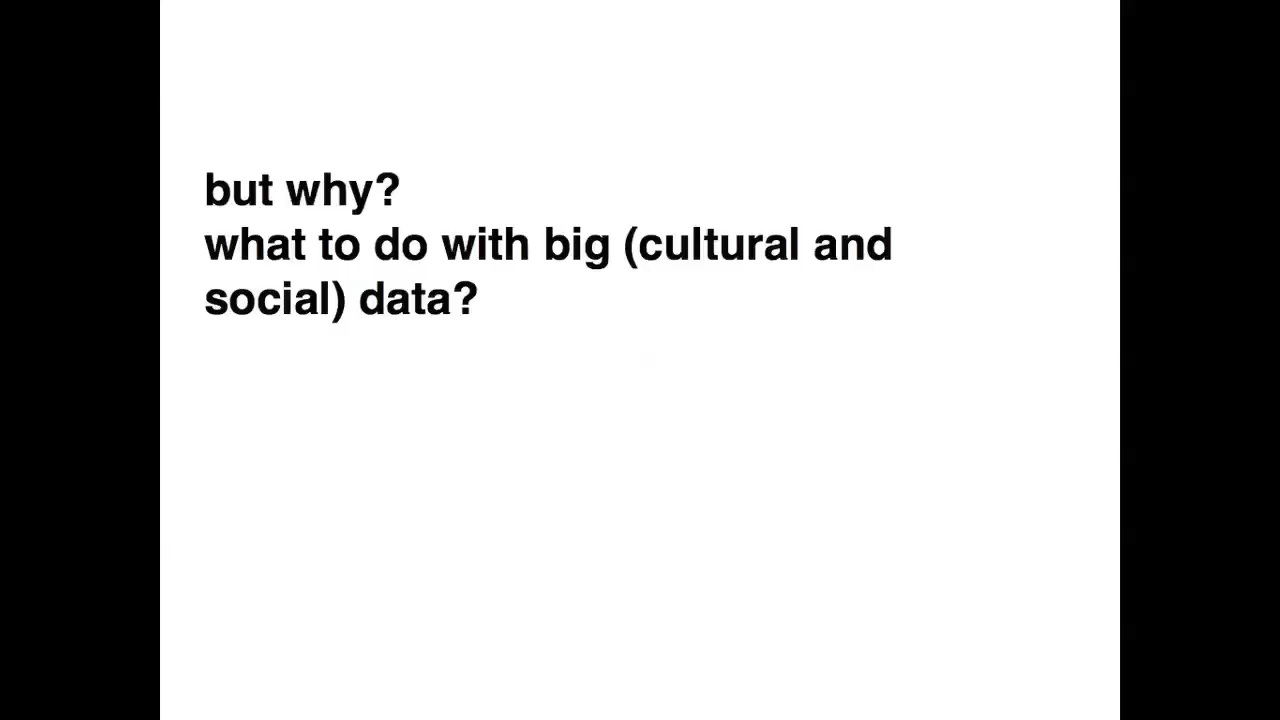 but why?
what to do with big (cultural and
social) data?